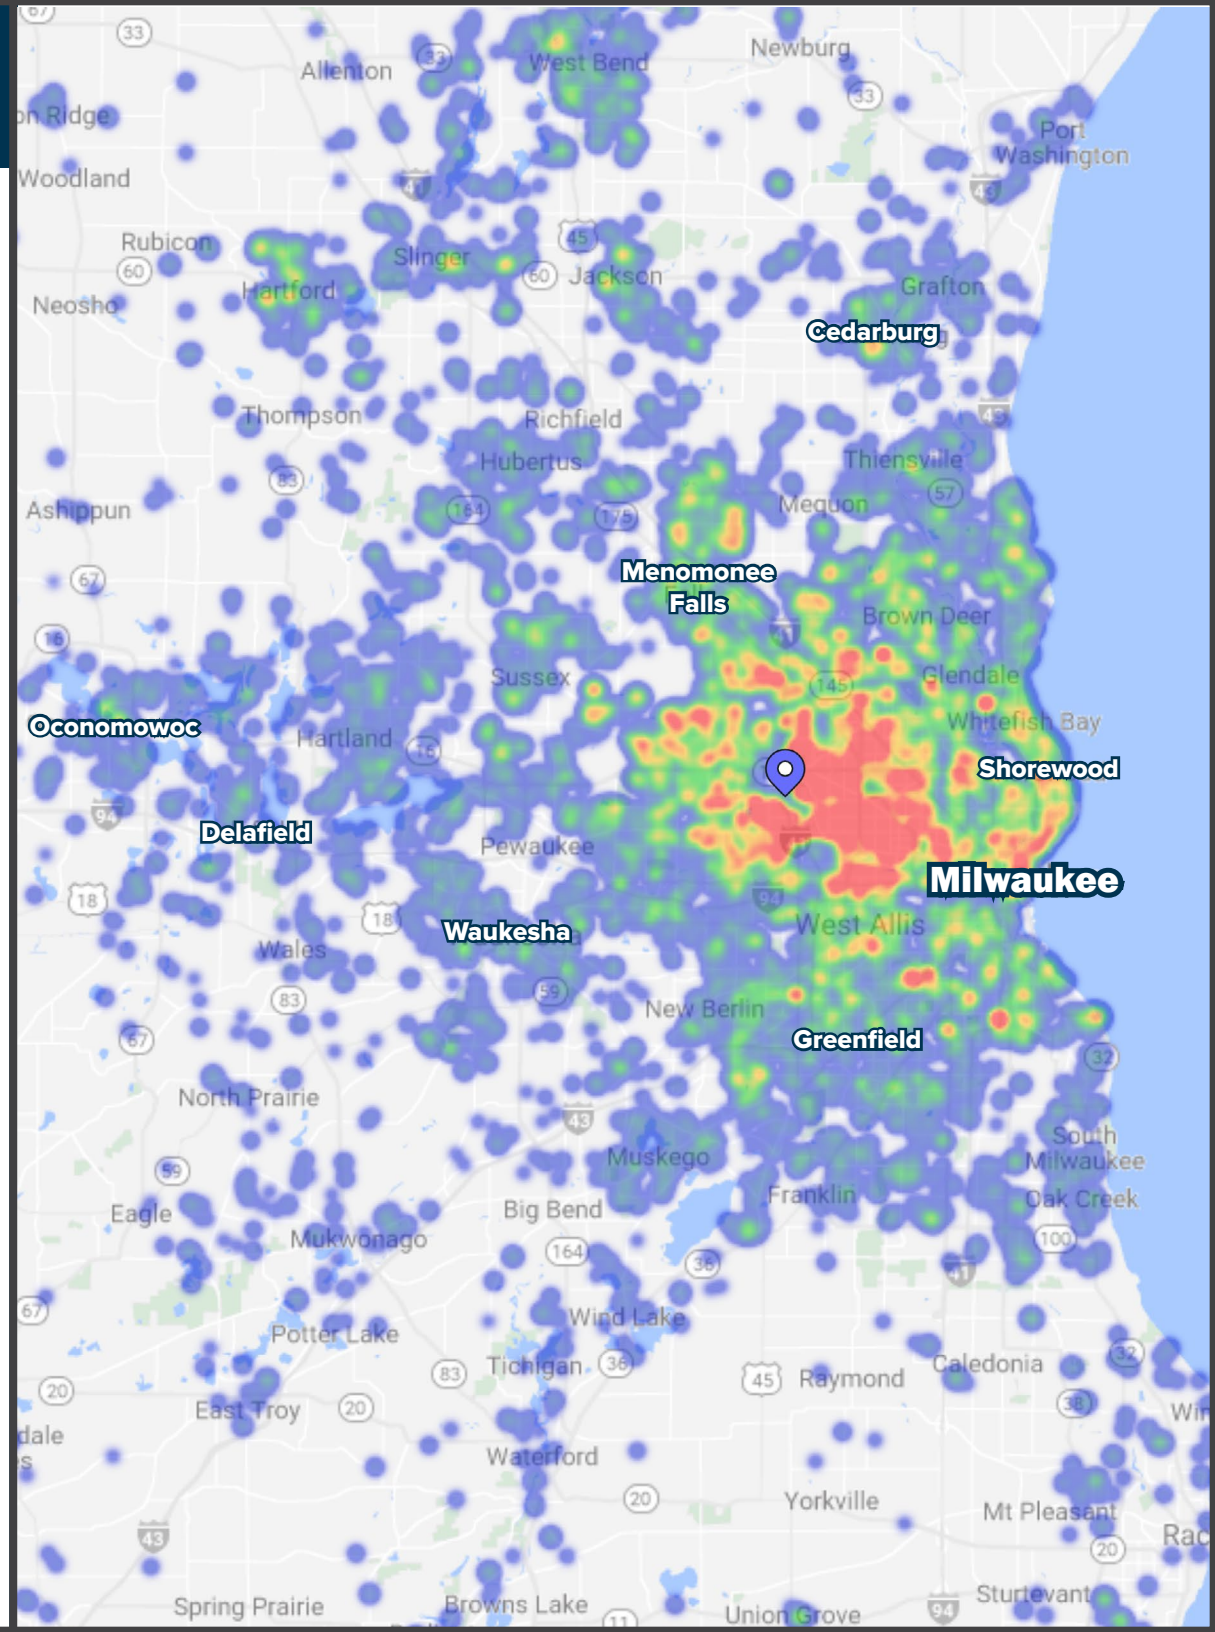 67
33
Newburg
33
West Bend
Allenton
33
on Ridge
Port
Washington
Woodland
41
43
Rubicon
45
Slinger
60
60
Jackson
Hartford
Grafton
Neosho
Cedarburg
43
Thompson
Richfield
Thiensville
Hubertus
83
57
Mequon
Ashippun
164
175
Menomonee
Falls
67
Brown Deer
41
16
Glendale
Sussex
145
Whitefish Bay
Oconomowoc
Hartland
16
Shorewood
94
Delafield
Pewaukee
Milwaukee
18
94
18
West Allis
Waukesha
Wales
59
83
New Berlin
67
Greenfield
32
North Prairie
43
South
Milwaukee
Muskego
59
Franklin
Oak Creek
Eagle
Big Bend
Mukwonago
100
164
36
41
67
Wind Lake
Potter Lake
32
Tichigan
36
Caledonia
83
45
Raymond
20
38
East Troy
20
Win
dale
s
Waterford
20
Yorkville
Mt Pleasant
43
Rac
20
Sturtevant
Spring Prairie
Browns Lake
94
Union Grove
11